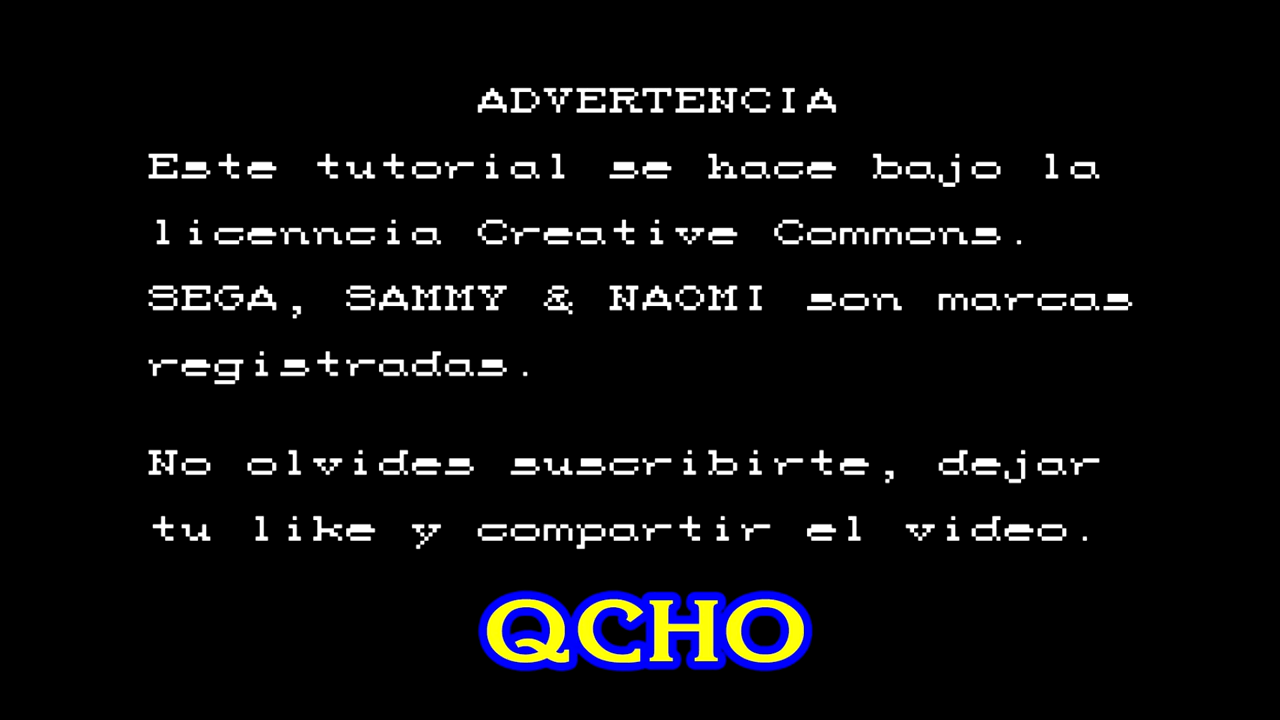 ADVERTENCIA
Este tutorial se hace bajo la
licenncia Creative Commons.
SEGA, SAMMY & NAOMI son marcas
registradas.
No olvides suscribirte, dejar
tu like y compartir el video.
QCHO